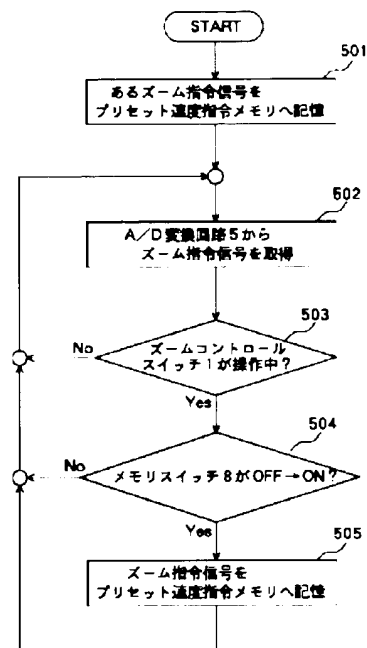 START
501
あるズーム指令信号を
プリセット速度指令メモリへ記憶
502
A/D変換回路5から
ズーム指令信号を取得
503
ズームコントロール
スイッチ1が操作中?
No
Yes
504
メモリスイッチ8がOFF→ON?
No
Yes
505
ズーム指令信号を
プリセット速度指令メモリへ記憶